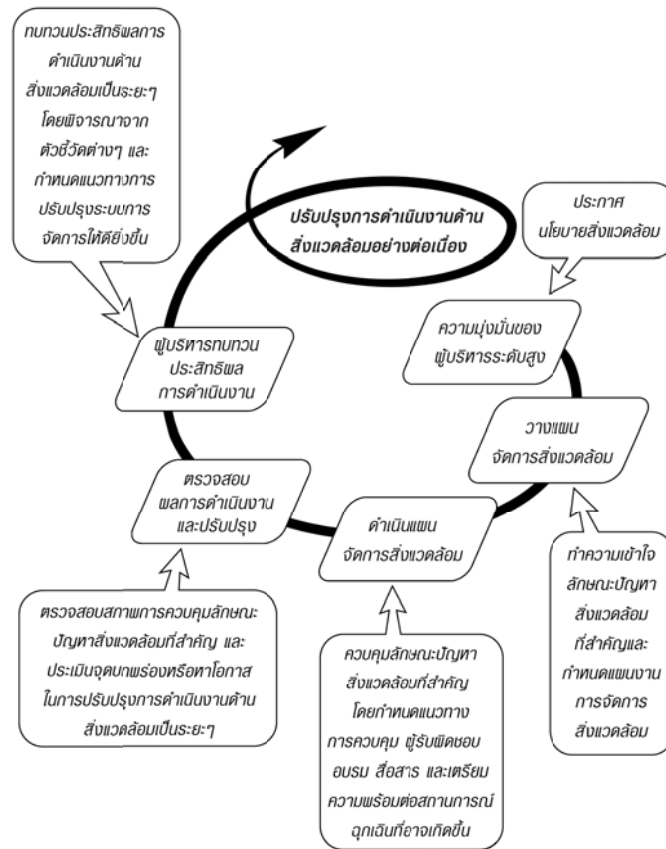 ทบทวนประสิทธิผลการ
ดำเนินงานด้าน
สิ่งแวดล้อมเป็นระยะๆ
โดยพิจารณาจาก
ตัวชี้วัดต่างๆ และ
กำหนดแนวทางการ
ปรับปรุงระบบการ
จัดการให้ดียิ่งขึ้น
ปรับปรุงการดำเนินงานด้าน
สิ่งแวดล้อมอย่างต่อเนื่อง
ประกาศ
นโยบายสิ่งแวดล้อม
ความมุ่งมั่นของ
ผู้บริหารระดับสูง
วางแผน
จัดการสิ่งแวดล้อม
ทำความเข้าใจ
ลักษณะปัญหา
สิ่งแวดล้อม
ที่สำคัญและ
กำหนดแผนงาน
การจัดการ
สิ่งแวดล้อม
ดำเนินแผน
จัดการสิ่งแวดล้อม
ควบคุมลักษณะปัญหา
สิ่งแวดล้อมที่สำคัญ
โดยกำหนดแนวทาง
การควบคุม ผู้รับผิดชอบ
อบรม สื่อสาร และเตรียม
ความพร้อมต่อสถานการณ์
ฉุกเฉินที่อาจเกิดขึ้น
ตรวจสอบ
ผลการดำเนินงาน
และปรับปรุง
ตรวจสอบสภาพการควบคุมลักษณะ
ปัญหาสิ่งแวดล้อมที่สำคัญ และ
ประเมินจุดบกพร่องหรือหาโอกาส
ในการปรับปรุงการดำเนินงานด้าน
สิ่งแวดล้อมเป็นระยะๆ
ผู้บริหารทบทวน
ประสิทธิผล
การดำเนินงาน